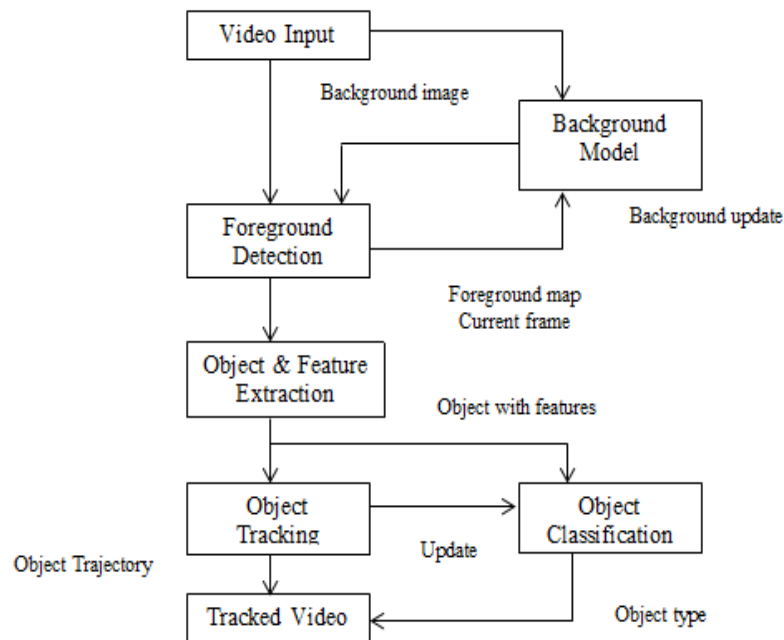 Video Input
Background image
Background
Model
Background update
Foreground
Detection
Foreground map
Current frame
Object & Feature
Extraction
Object with features
Object
Tracking
Object
Classification
Update
Object Trajectory
Tracked Video
Object type